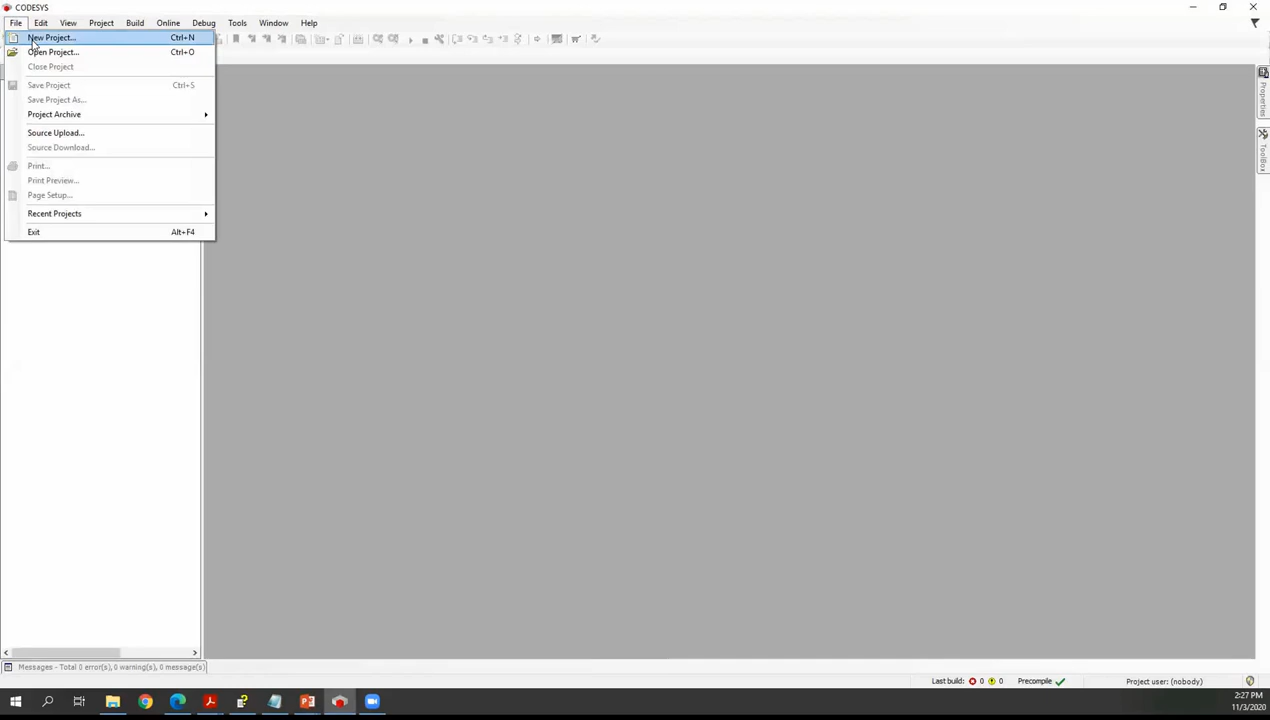 CODESYS
File Edit View Project Build Online Debug Tools Window Help
New Project... Ctrl+N
Open Project... Ctrl+O
Close Project
Save Project Ctrl+S
Save Project As...
Project Archive
Source Upload...
Source Download...
Print...
Print Preview...
Page Setup...
Recent Projects
Exit Alt+F4
Properties
ToolBox
Messages - Total 0 error(s), 0 warning(s), 0 message(s)
Last build: 0 0 Precompile Project user: (nobody)
2:27 PM
11/3/2020